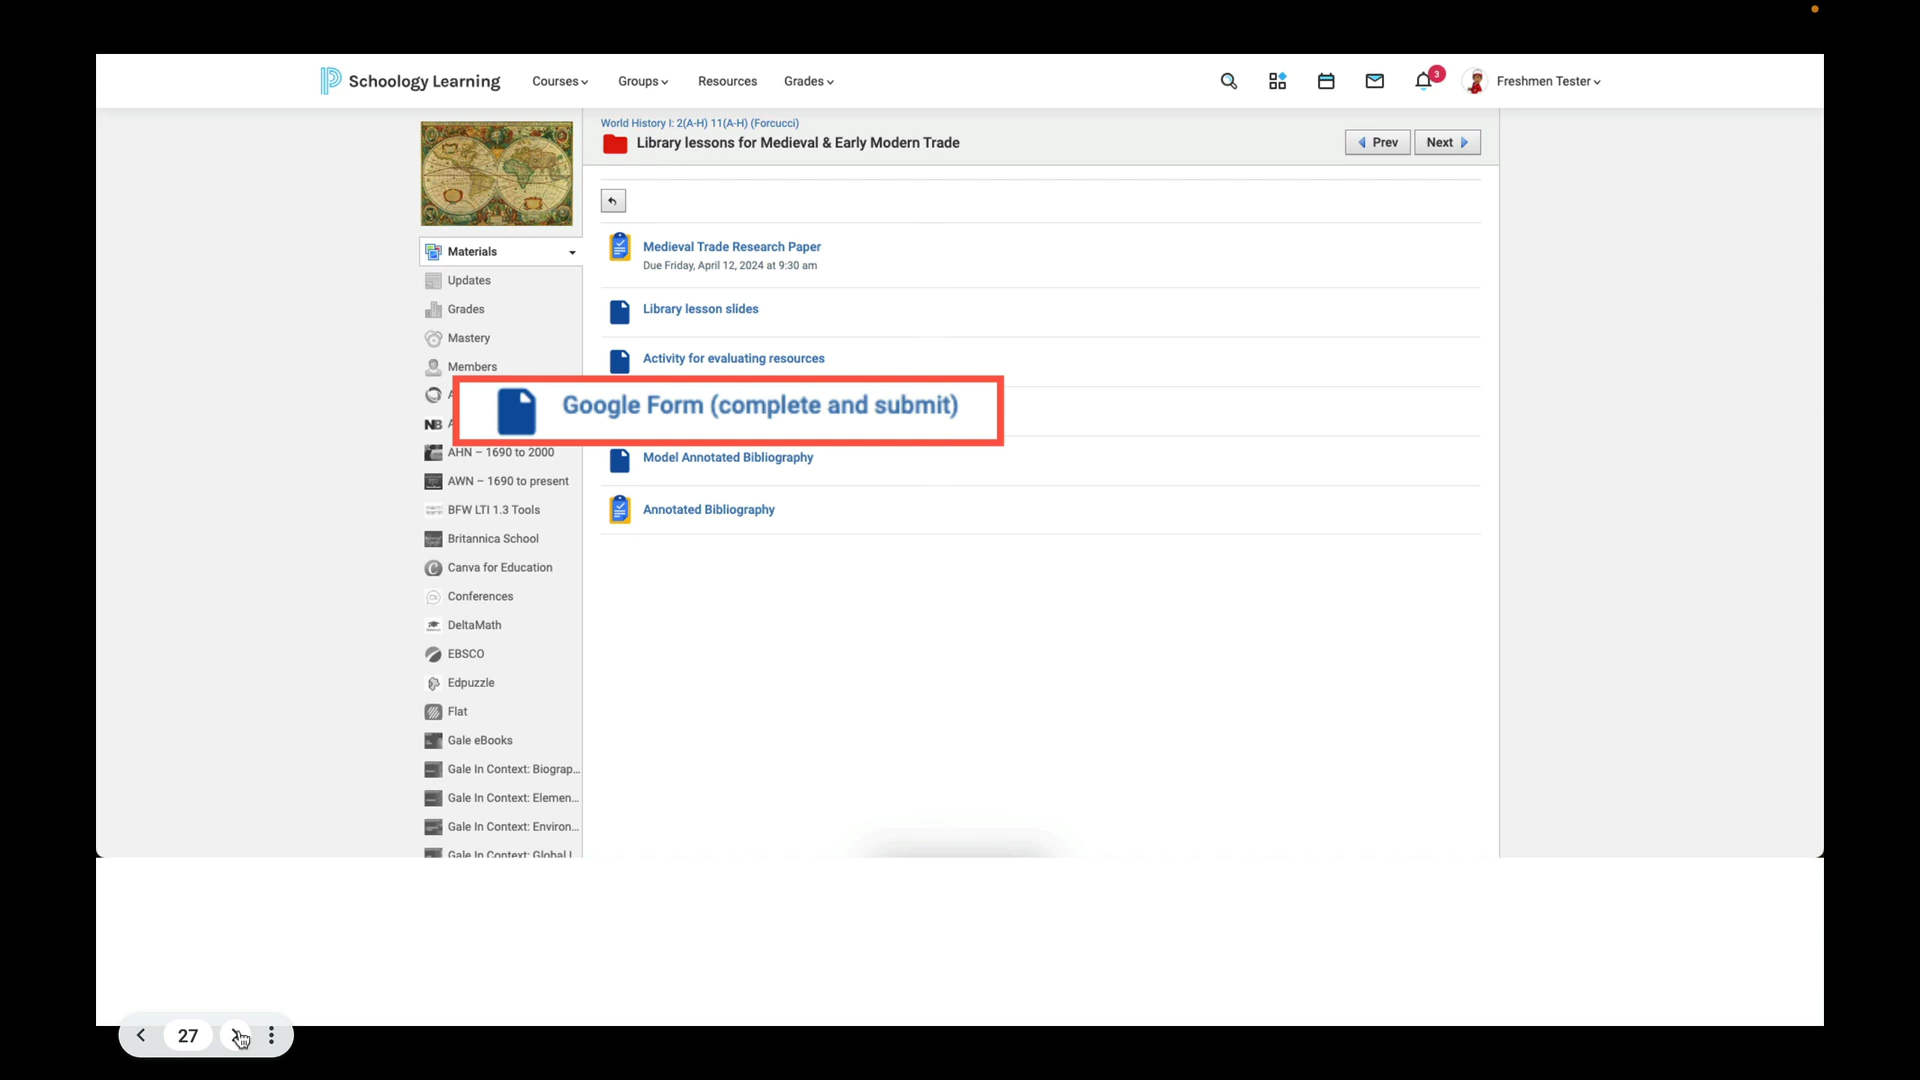 Schoology Learning
Courses
Groups
Resources
Grades
3
Freshmen Tester
World History I: 2(A-H) 11(A-H) (Forcucci)
Library lessons for Medieval & Early Modern Trade
Prev
Next
Materials
Updates
Grades
Mastery
Members
A
NB A
AHN – 1690 to 2000
AWN – 1690 to present
BFW LTI 1.3 Tools
Britannica School
Canva for Education
Conferences
DeltaMath
EBSCO
Edpuzzle
Flat
Gale eBooks
Gale In Context: Biograp...
Gale In Context: Elemen...
Gale In Context: Environ...
Gale In Context: Global I
Medieval Trade Research Paper
Due Friday, April 12, 2024 at 9:30 am
Library lesson slides
Activity for evaluating resources
Google Form (complete and submit)
Model Annotated Bibliography
Annotated Bibliography
27